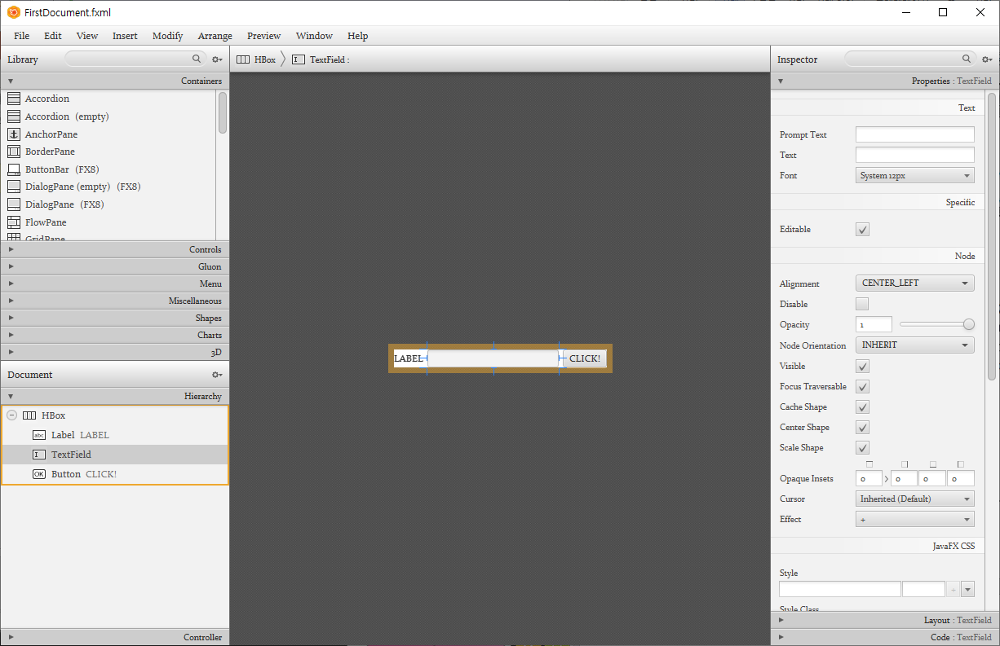 FirstDocument.fxml
File Edit View Insert Modify Arrange Preview Window Help
Library
Containers
Accordion
Accordion (empty)
AnchorPane
BorderPane
ButtonBar (FX8)
DialogPane (empty) (FX8)
DialogPane (FX8)
FlowPane
GridPane
Controls
Gluon
Menu
Miscellaneous
Shapes
Charts
3D
Document
Hierarchy
HBox
abc Label LABEL
TextField
OK Button CLICK!
Controller
HBox TextField :
LABEL CLICK!
Inspector
Properties : TextField
Text
Prompt Text
Text
Font System 12px
Specific
Editable
Node
Alignment CENTER_LEFT
Disable
Opacity 1
Node Orientation INHERIT
Visible
Focus Traversable
Cache Shape
Center Shape
Scale Shape
Opaque Insets 0 0 0 0
Cursor Inherited (Default)
Effect +
JavaFX CSS
Style
+
Style Class
Layout : TextField
Code : TextField